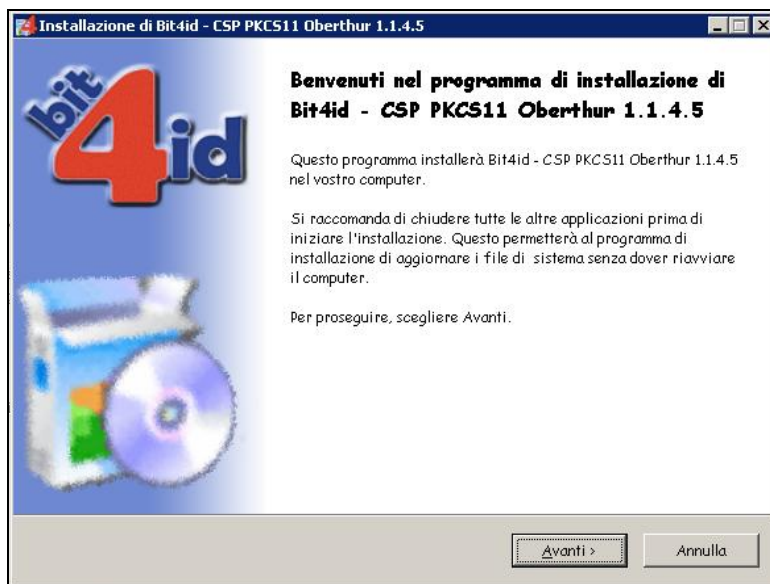 Installazione di Bit4id - CSP PKCS11 Oberthur 1.1.4.5
bit
4id
Benvenuti nel programma di installazione di
Bit4id - CSP PKCS11 Oberthur 1.1.4.5
Questo programma installerà Bit4id - CSP PKCS11 Oberthur 1.1.4.5
nel vostro computer.
Si raccomanda di chiudere tutte le altre applicazioni prima di
iniziare l'installazione. Questo permetterà al programma di
installazione di aggiornare i file di sistema senza dover riavviare
il computer.
Per proseguire, scegliere Avanti.
Avanti >
Annulla